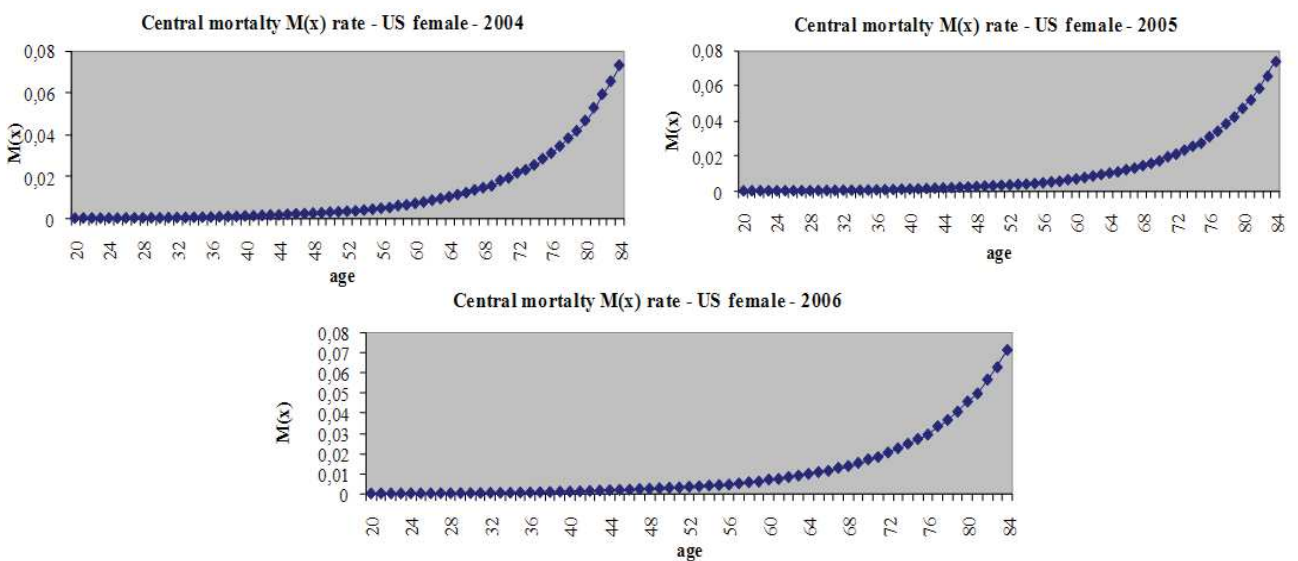 Central mortalty M(x) rate - US female - 2004
0,08
0,06
0,04
0,02
0
M(x)
20 24 28 32 36 40 44 48 52 56 60 64 68 72 76 80 84
age
Central mortalty M(x) rate - US female - 2005
0,08
0,06
0,04
0,02
0
M(x)
20 24 28 32 36 40 44 48 52 56 60 64 68 72 76 80 84
age
Central mortalty M(x) rate - US female - 2006
0,08
0,07
0,06
0,05
0,04
0,03
0,02
0,01
0
M(x)
20 24 28 32 36 40 44 48 52 56 60 64 68 72 76 80 84
age